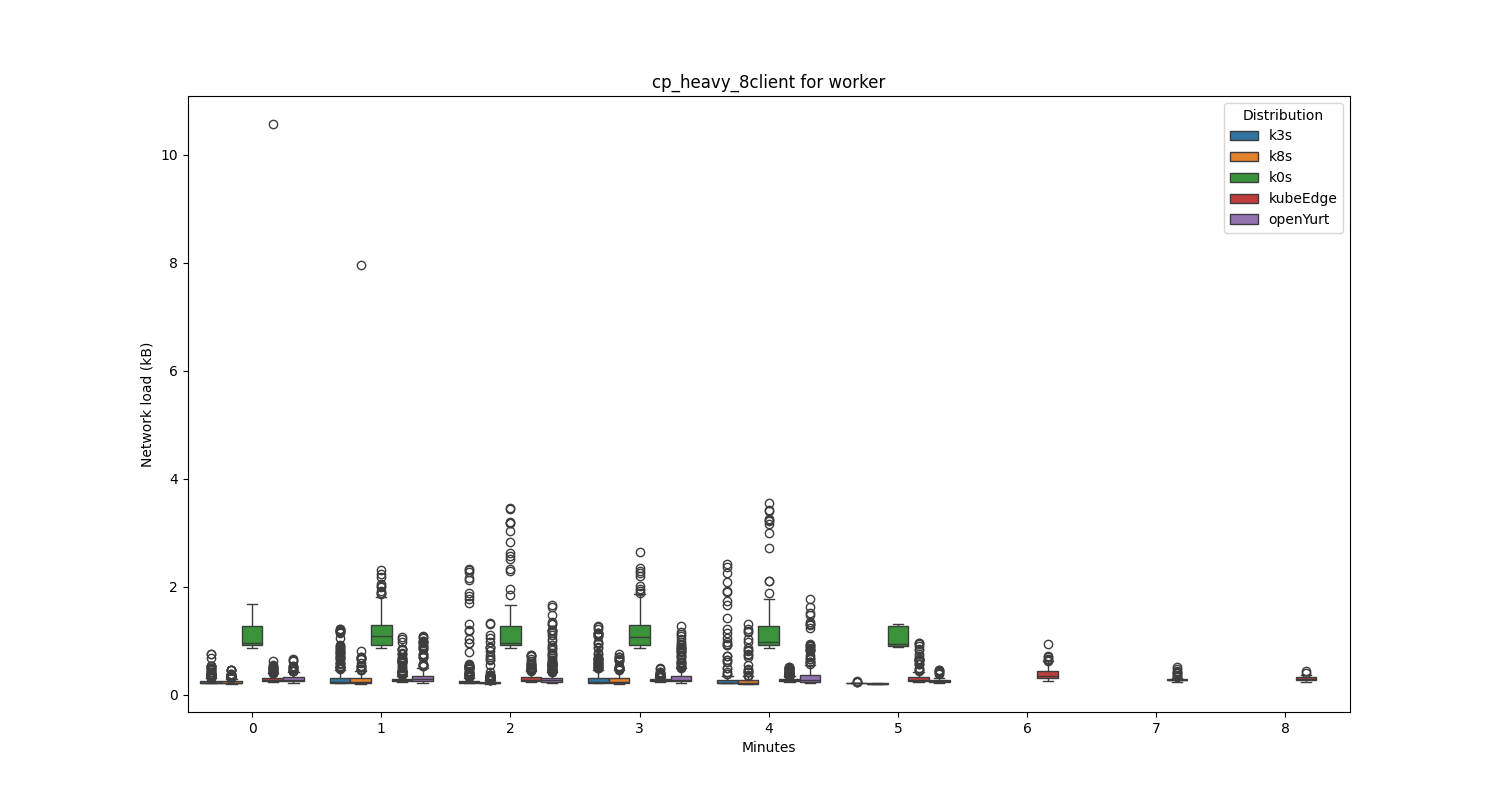 cp_heavy_8client for worker
Distribution
k3s
k8s
k0s
kubeEdge
openYurt
Network load (kB)
10
8
6
4
2
0
0 1 2 3 4 5 6 7 8
Minutes